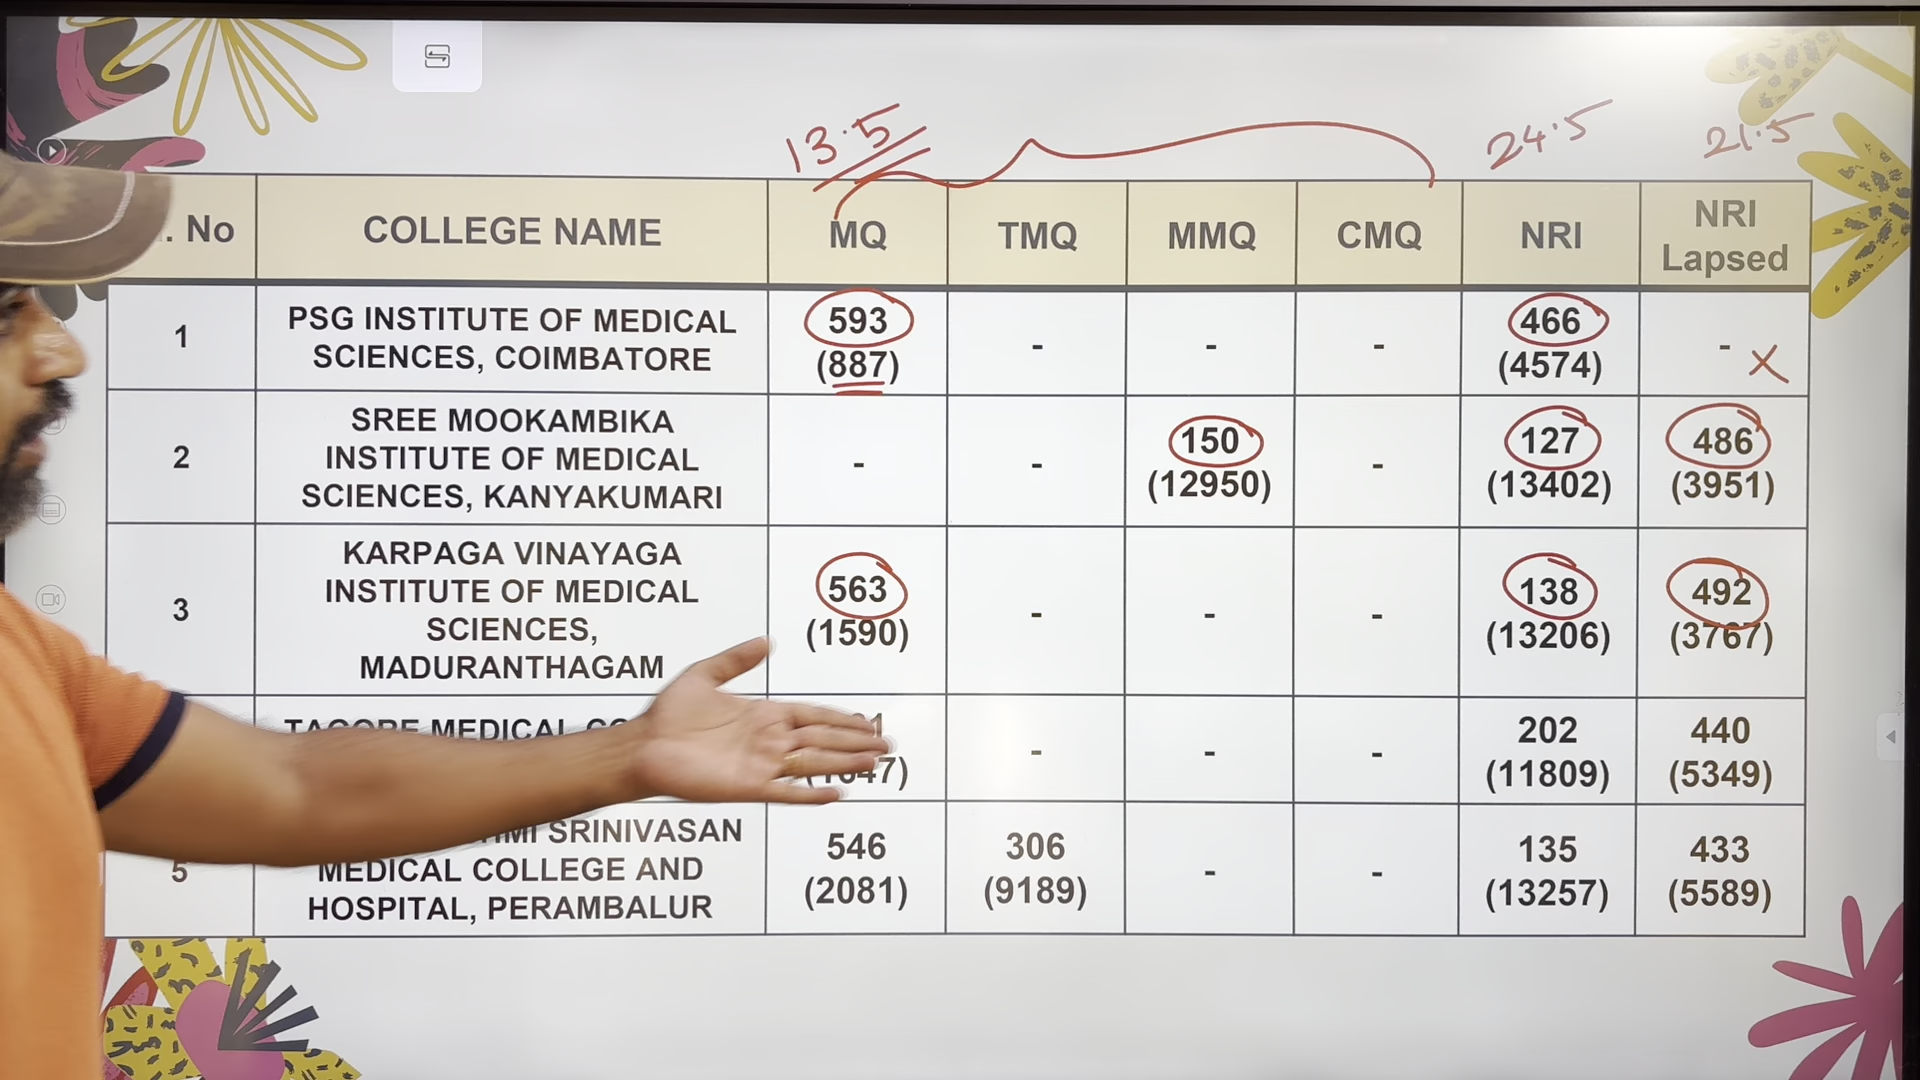 13.5
24.5
21.5
. No
COLLEGE NAME
MQ
TMQ
MMQ
CMQ
NRI
NRI
Lapsed
1
PSG INSTITUTE OF MEDICAL
SCIENCES, COIMBATORE
593
(887)
-
-
-
466
(4574)
- X
2
SREE MOOKAMBIKA
INSTITUTE OF MEDICAL
SCIENCES, KANYAKUMARI
-
-
150
(12950)
-
127
(13402)
486
(3951)
3
KARPAGA VINAYAGA
INSTITUTE OF MEDICAL
SCIENCES,
MADURANTHAGAM
563
(1590)
-
-
-
138
(13206)
492
(3767)
TAGORE MEDICAL
-
-
-
202
(11809)
440
(5349)
5
SRINIVASAN
MEDICAL COLLEGE AND
HOSPITAL, PERAMBALUR
546
(2081)
306
(9189)
-
-
135
(13257)
433
(5589)